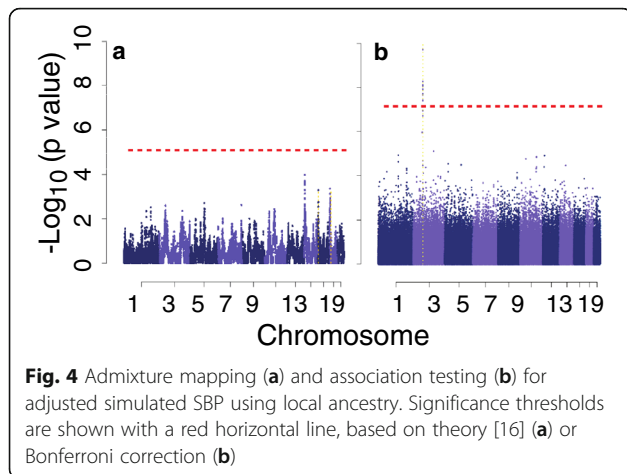 a
b
10
8
6
4
2
0
-Log10 (p value)
1 3 5 7 9 13 19
1 3 5 7 9 13 19
Chromosome
Fig. 4 Admixture mapping (a) and association testing (b) for
adjusted simulated SBP using local ancestry. Significance thresholds
are shown with a red horizontal line, based on theory [16] (a) or
Bonferroni correction (b)